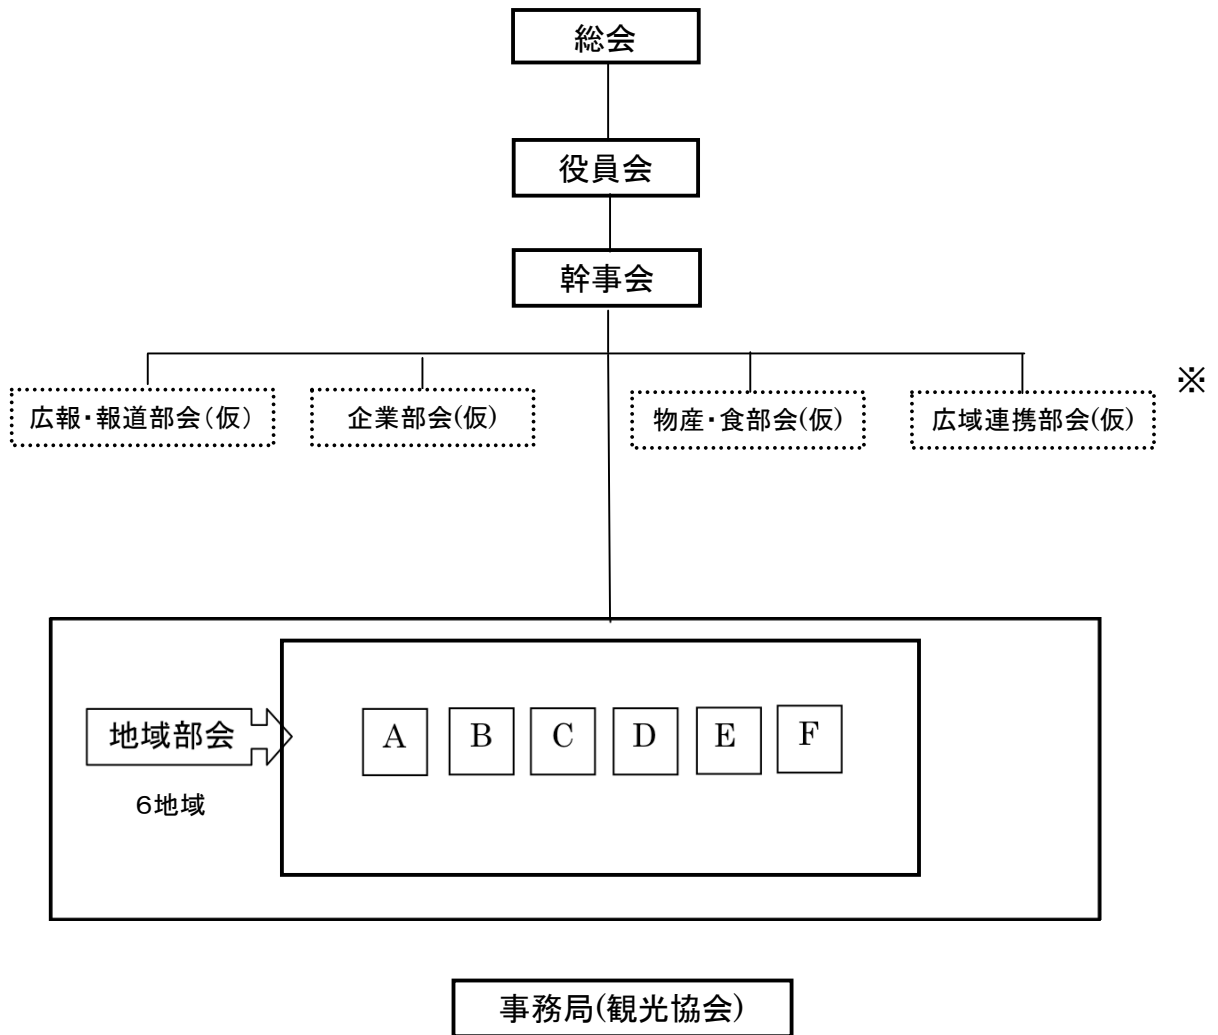 総会
役員会
幹事会
広報・報道部会(仮)
企業部会(仮)
物産・食部会(仮)
広域連携部会(仮)
※
地域部会
6地域
A
B
C
D
E
F
事務局(観光協会)